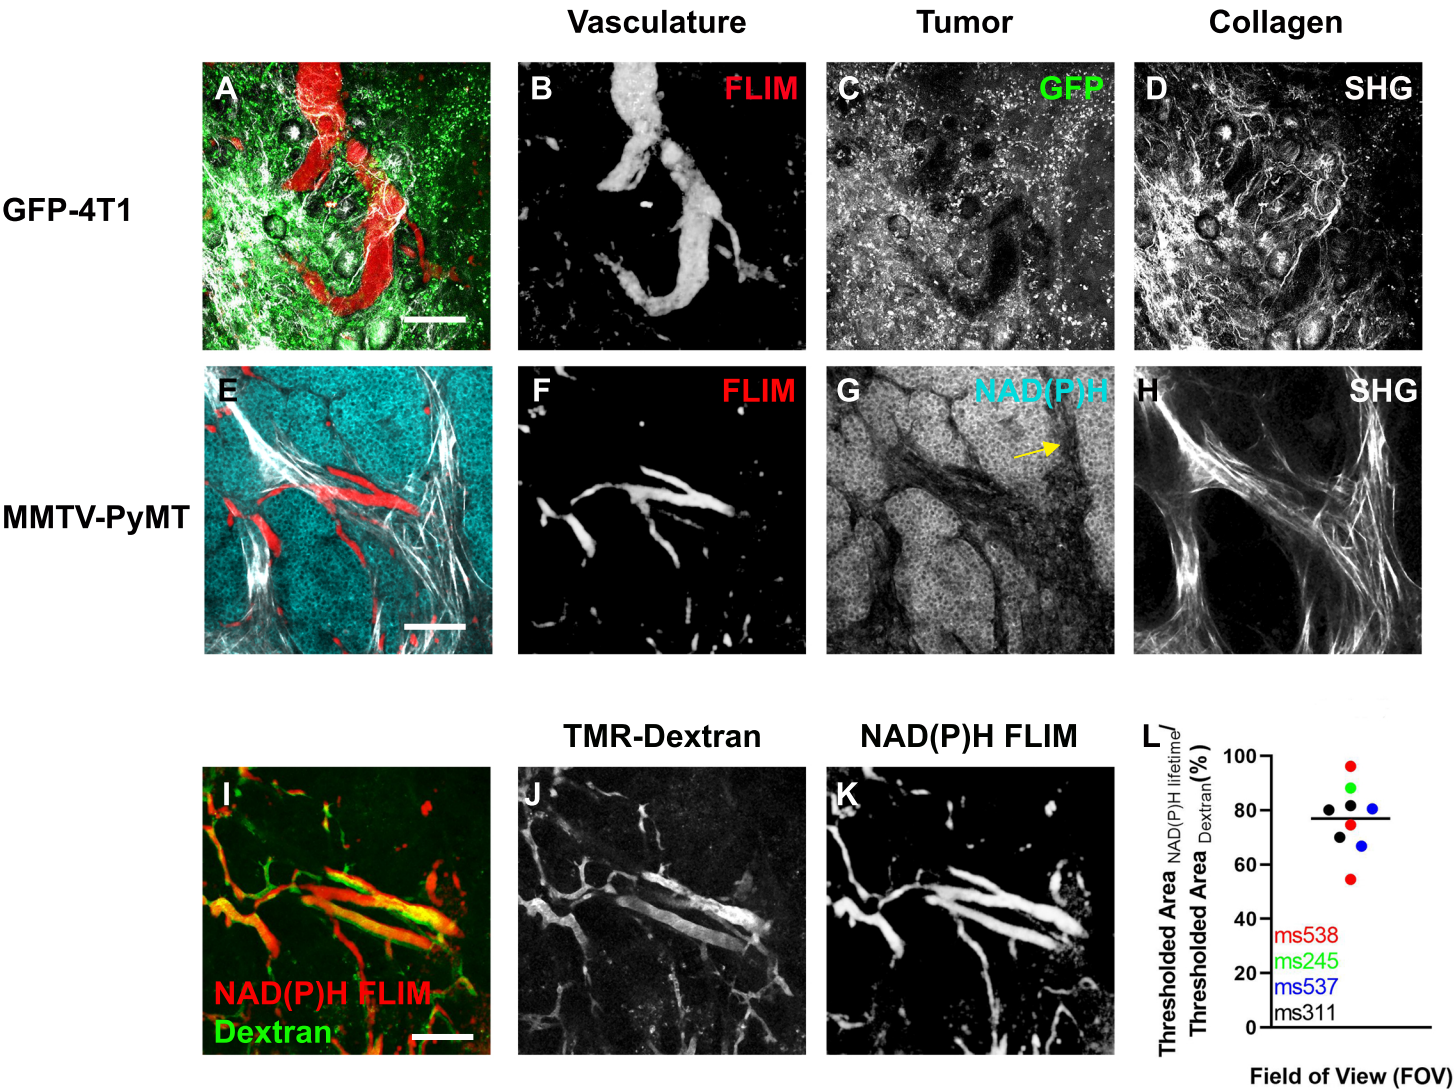 Vasculature
Tumor
Collagen
GFP-4T1
A
B
FLIM
C
GFP
D
SHG
MMTV-PyMT
E
F
FLIM
G
NAD(P)H
H
SHG
TMR-Dextran
NAD(P)H FLIM
I
NAD(P)H FLIM
Dextran
J
K
L
Thresholded Area NAD(P)H lifetime/
Thresholded Area Dextran(%)
100
80
60
40
20
0
ms538
ms245
ms537
ms311
Field of View (FOV)